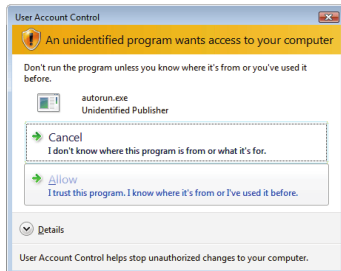 User Account Control
An unidentified program wants access to your computer
Don't run the program unless you know where it's from or you've used it
before.
autorun.exe
Unidentified Publisher
Cancel
I don't know where this program is from or what it's for.
Allow
I trust this program. I know where it's from or I've used it before.
Details
User Account Control helps stop unauthorized changes to your computer.